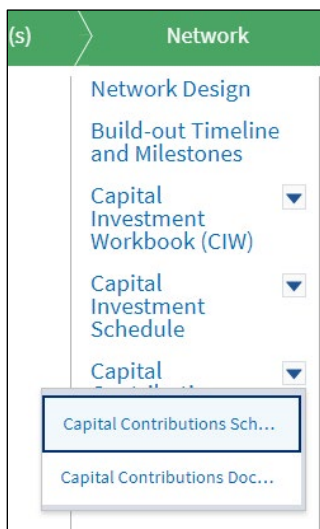 (s)
Network
Network Design
Build-out Timeline
and Milestones
Capital
Investment
Workbook (CIW)
Capital
Investment
Schedule
Capital
Capital Contributions Sch...
Capital Contributions Doc...